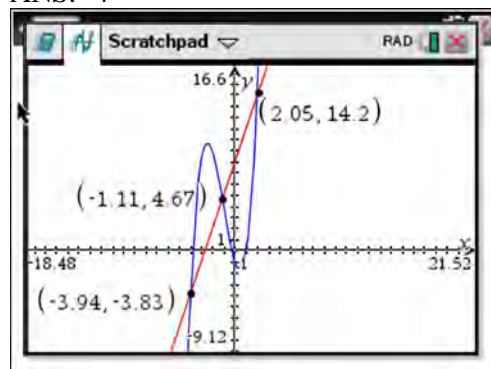 Scratchpad
RAD
16.6
y
(2.05, 14.2)
(-1.11, 4.67)
1
x
-18.48
1
21.52
(-3.94, -3.83)
-9.12